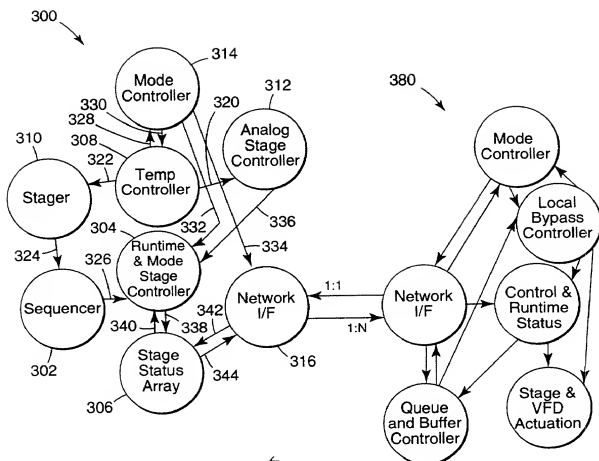 300
314
Mode
Controller
312
380
330
328
320
Analog
Stage
Controller
Mode
Controller
310
308
322
Temp
Controller
Stager
332
336
Local
Bypass
Controller
304
334
Runtime
& Mode
Stage
Controller
324
326
1:1
Sequencer
338
342
Network
I/F
Network
I/F
Control &
Runtime
Status
340
1:N
302
344
316
Stage
Status
Array
306
Queue
and Buffer
Controller
Stage &
VFD
Actuation